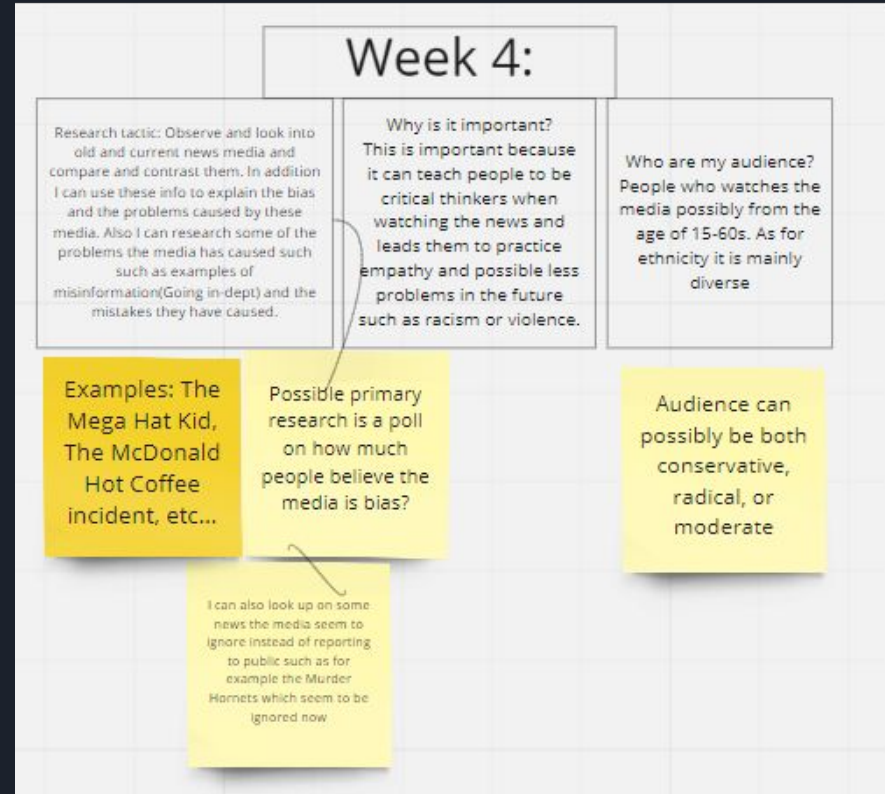 Week 4:
Research tactic: Observe and look into
old and current news media and
compare and contrast them. In addition
I can use these info to explain the bias
and the problems caused by these
media. Also I can research some of the
problems the media has caused such
such as examples of
misinformation(Going in-dept) and the
mistakes they have caused.
Why is it important?
This is important because
it can teach people to be
critical thinkers when
watching the news and
leads them to practice
empathy and possible less
problems in the future
such as racism or violence.
Who are my audience?
People who watches the
media possibly from the
age of 15-60s. As for
ethnicity it is mainly
diverse
Examples: The
Mega Hat Kid,
The McDonald
Hot Coffee
incident, etc...
Possible primary
research is a poll
on how much
people believe the
media is bias?
Audience can
possibly be both
conservative,
radical, or
moderate
I can also look up on some
news the media seem to
ignore instead of reporting
to public such as for
example the Murder
Hornets which seem to be
ignored now